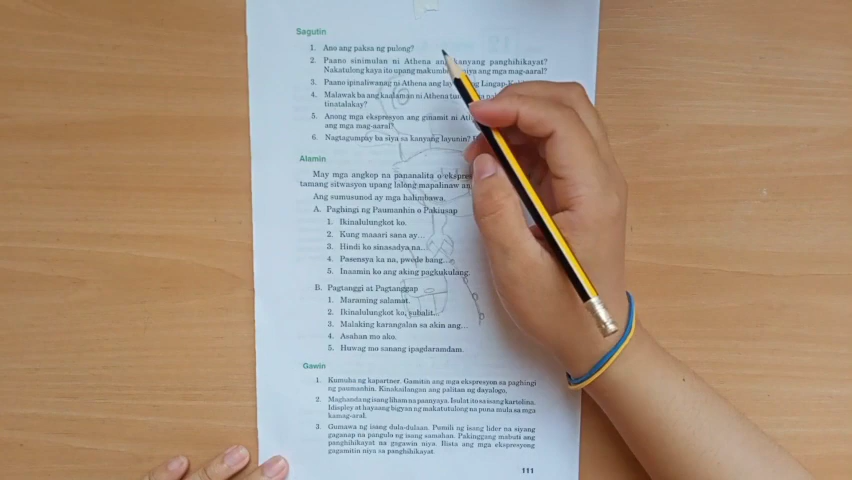 Sagutin
1. Ano ang paksa ng pulong?
2. Paano sinimulan ni Athena ang kanyang panghihikayat?
Nakatulong kaya ito upang makumbi niya ang mga mag-aaral?
3. Paano ipinaliwanag ni Athena ang lay ng Lingap-K
4. Malawak ba ang kaalaman ni Athena
tinatalakay?
5. Anong mga ekspresyon ang ginamit ni
ang mga mag-aaral?
6. Nagtagumpay ba siya sa kanyang layunin?
Alamin
May mga angkop na pananalita o
tamang sitwasyon upang lalong mapalinaw
Ang sumusunod ay mga halimbawa.
A. Paghingi ng Paumanhin o Pakiusap
1. Ikinalulungkot ko.
2. Kung maaari sana ay...
3. Hindi ko sinasadya na...
4. Pasensya ka na, pwede bang...
5. Inaamin ko ang aking pagkukulang.
B. Pagtanggi at Pagtanggap
1. Maraming salamat.
2. Ikinalulungkot ko, subalit...
3. Malaking karangalan sa akin ang...
4. Asahan mo ako.
5. Huwag mo sanang ipagdaramdam.
Gawin
1. Kumuha ng kapartner. Gamitin ang mga ekspresyon sa paghingi
ng paumanhin. Kinakailangan ang palitan ng dayalogo.
2. Maghanda ng isang liham na paanyaya. Isulat ito sa isang kartolina.
Idisplay at hayaang bigyan ng makatutulong na puna mula sa mga
kamag-aral.
3. Gumawa ng isang dula-dulaan. Pumili ng isang lider na siyang
gaganap na pangulo ng isang samahan. Pakinggang mabuti ang
panghihikayat na gagawin niya. Ilista ang mga ekspresyong
gagamitin niya sa panghihikayat.
111